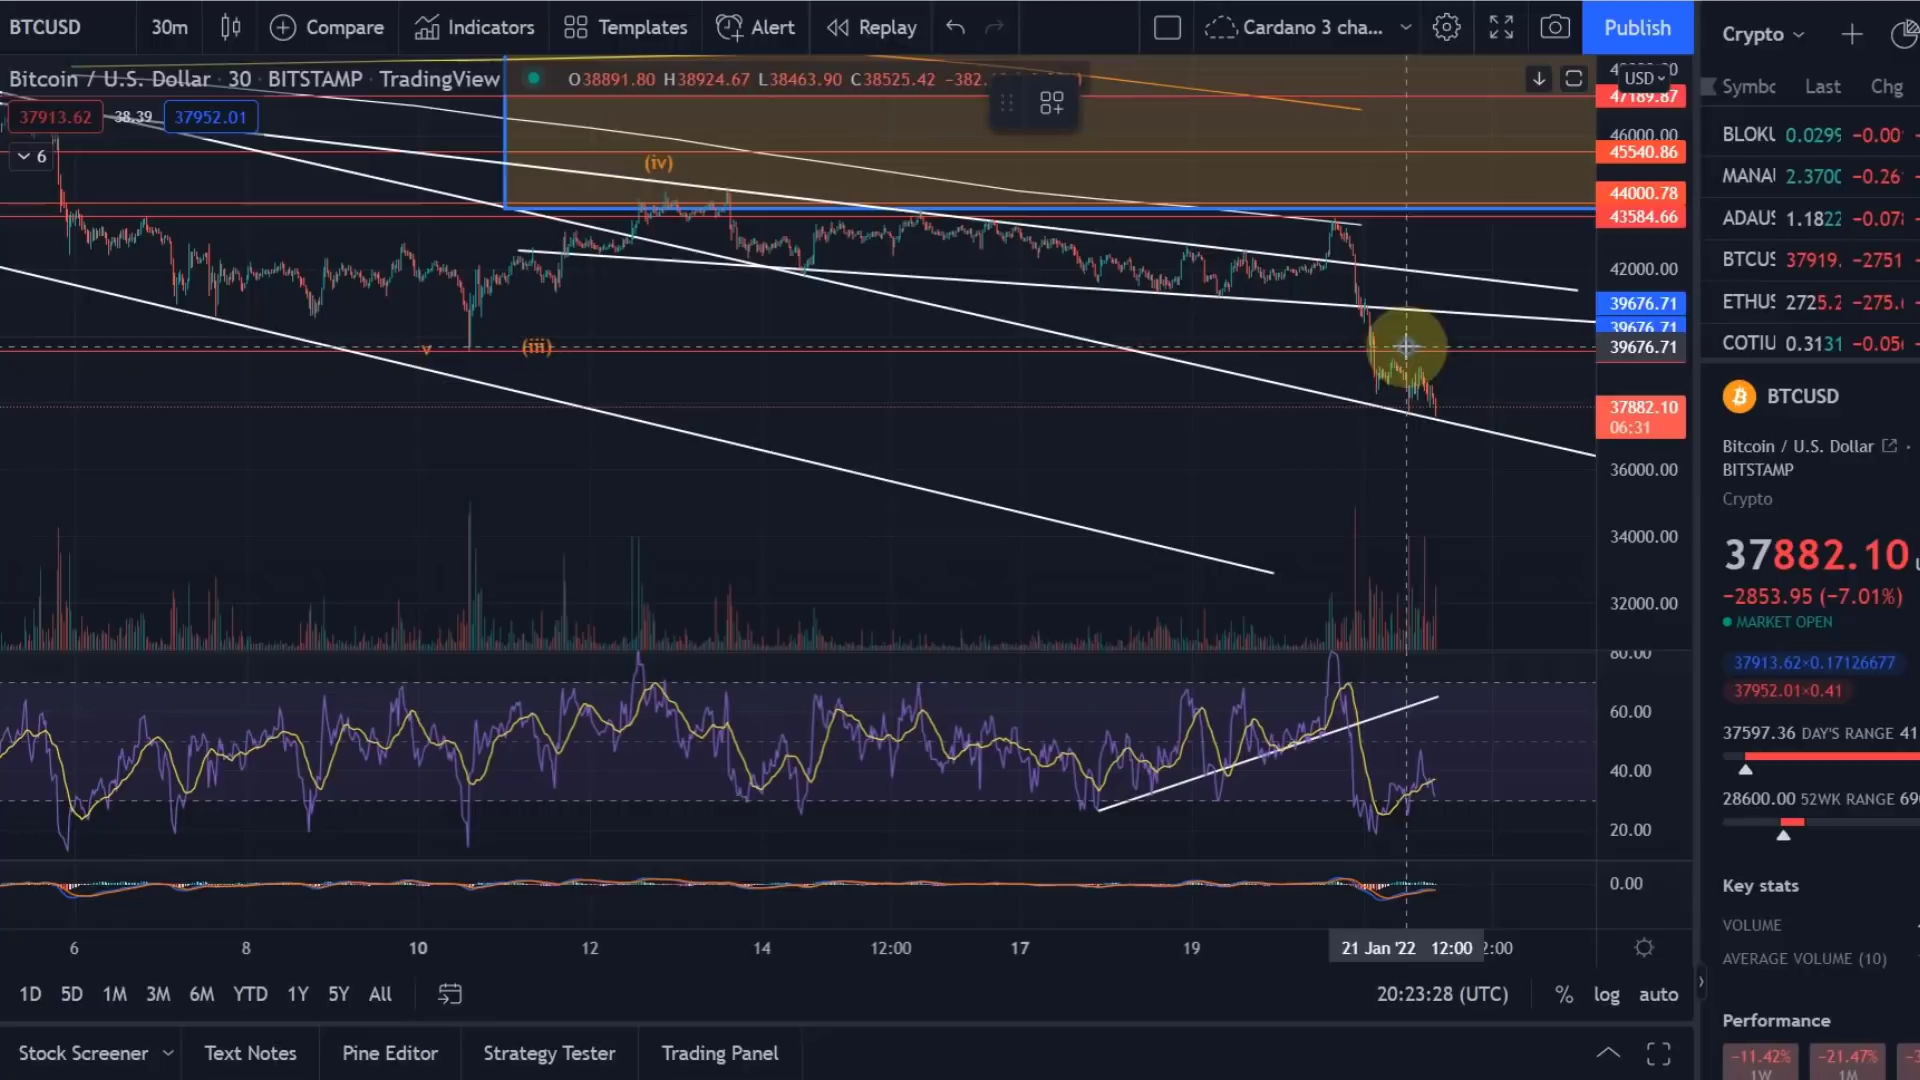 BTCUSD 30m Compare Indicators Templates Alert Replay Cardano 3 cha... Publish
Bitcoin / U.S. Dollar · 30 · BITSTAMP · TradingView O38891.80 H38924.67 L38463.90 C38525.42 −382.
37913.62 38.39 37952.01
6
USD
47189.87
46000.00
45540.86
44000.78
43584.66
42000.00
39676.71
39676.71
39676.71
37882.10
06:31
36000.00
34000.00
32000.00
(iv)
v (iii)
80.00
60.00
40.00
20.00
0.00
6 8 10 12 14 12:00 17 19 21 Jan '22 12:00 2:00
1D 5D 1M 3M 6M YTD 1Y 5Y All 20:23:28 (UTC) % log auto
Stock Screener Text Notes Pine Editor Strategy Tester Trading Panel
Crypto
Symbc Last Chg
BLOKU 0.0299 −0.00
MANAU 2.3700 −0.26
ADAUS 1.1822 −0.07
BTCUS 37919. −2751
ETHUS 2725.2 −275.
COTIU 0.3131 −0.05
BTCUSD
Bitcoin / U.S. Dollar ·
BITSTAMP
Crypto
37882.10
−2853.95 (−7.01%)
MARKET OPEN
37913.62×0.17126677
37952.01×0.41
37597.36 DAY'S RANGE 41
28600.00 52WK RANGE 69
Key stats
VOLUME
AVERAGE VOLUME (10)
Performance
−11.42% −21.47%
1W 1M